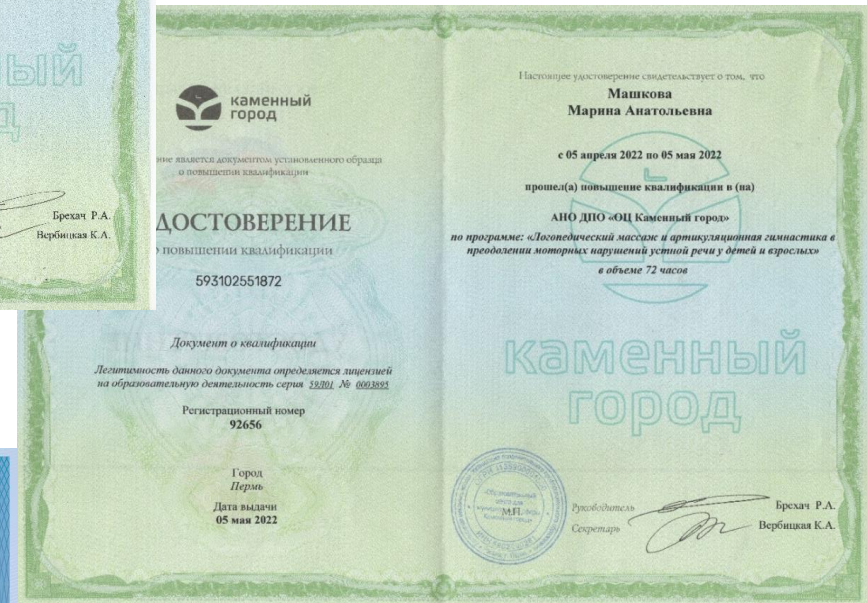 ЫЙ
Брехач Р.А.
Вербицкая К.А.
каменный
город
ние является документом установленного образца
о повышении квалификации
ДОСТОВЕРЕНИЕ
о повышении квалификации
593102551872
Документ о квалификации
Легитимность данного документа определяется лицензией
на образовательную деятельность серия 59Л01 № 0003895
Регистрационный номер
92656
Город
Пермь
Дата выдачи
05 мая 2022
Настоящее удостоверение свидетельствует о том, что
Машкова
Марина Анатольевна
с 05 апреля 2022 по 05 мая 2022
прошел(а) повышение квалификации в (на)
АНО ДПО «ОЦ Каменный город»
по программе: «Логопедический массаж и артикуляционная гимнастика в
преодолении моторных нарушений устной речи у детей и взрослых»
в объеме 72 часов
каменный
город
М.П.
Руководитель
Брехач Р.А.
Секретарь
Вербицкая К.А.